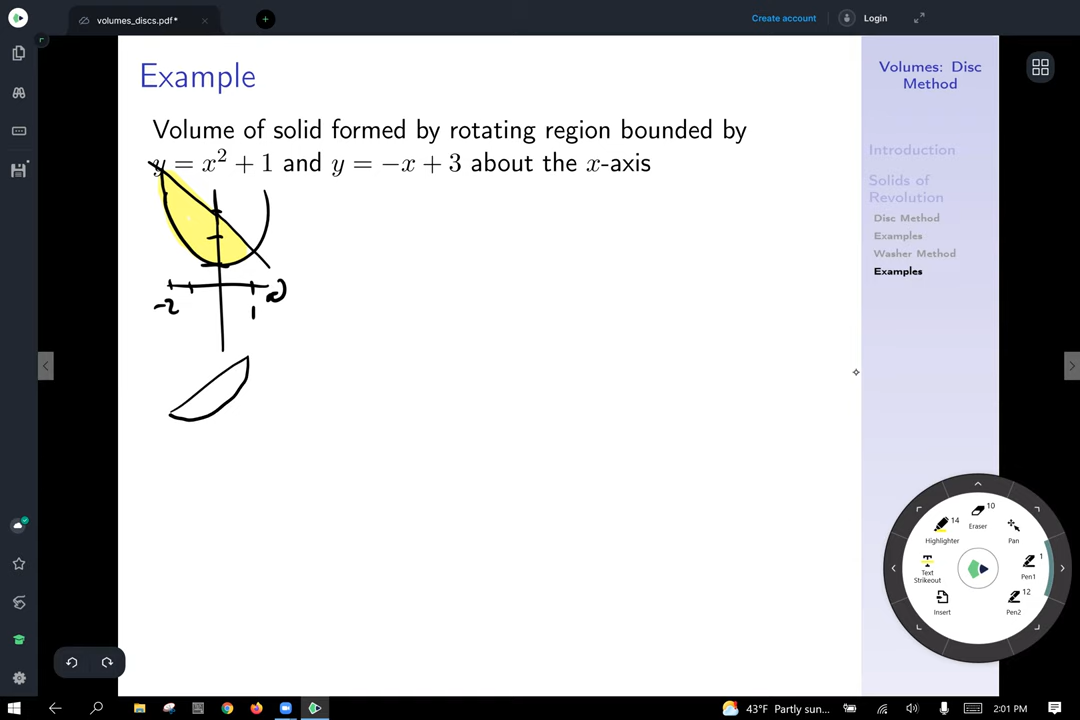 volumes_discs.pdf*
Create account
Login
Example
Volume of solid formed by rotating region bounded by
y = x² + 1 and y = −x + 3 about the x-axis
-2
1
Volumes: Disc
Method
Introduction
Solids of
Revolution
Disc Method
Examples
Washer Method
Examples
10
Eraser
14
Highlighter
Pan
Text
Strikeout
1
Pen1
Insert
12
Pen2
43°F Partly sun...
2:01 PM